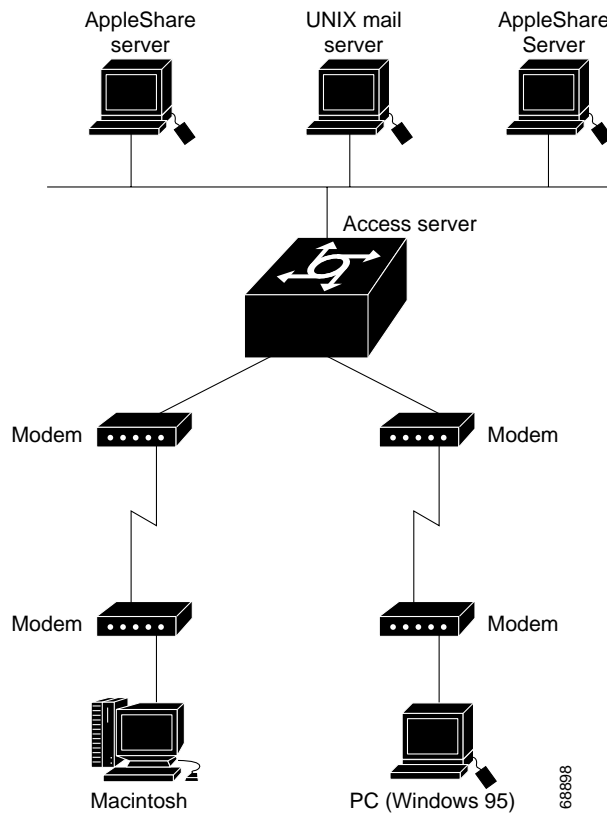 AppleShare
server
UNIX mail
server
AppleShare
Server
Access server
Modem
Modem
Modem
Modem
Macintosh
PC (Windows 95)
68898